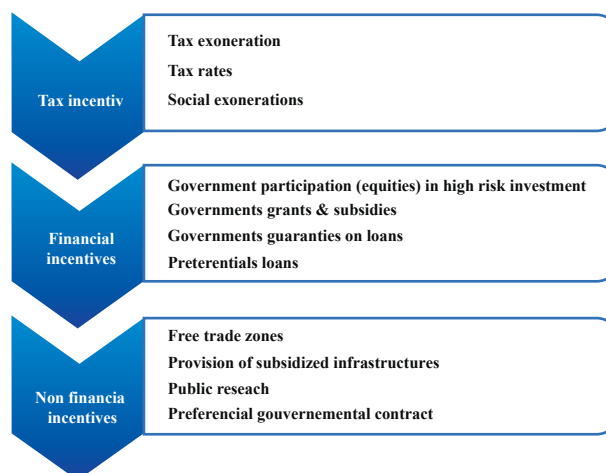 Tax exoneration
Tax rates
Social exonerations
Tax incentiv
Government participation (equities) in high risk investment
Governments grants & subsidies
Governments guaranties on loans
Preterentials loans
Financial
incentives
Free trade zones
Provision of subsidized infrastructures
Public reseach
Preferencial gouvernemental contract
Non financia
incentives